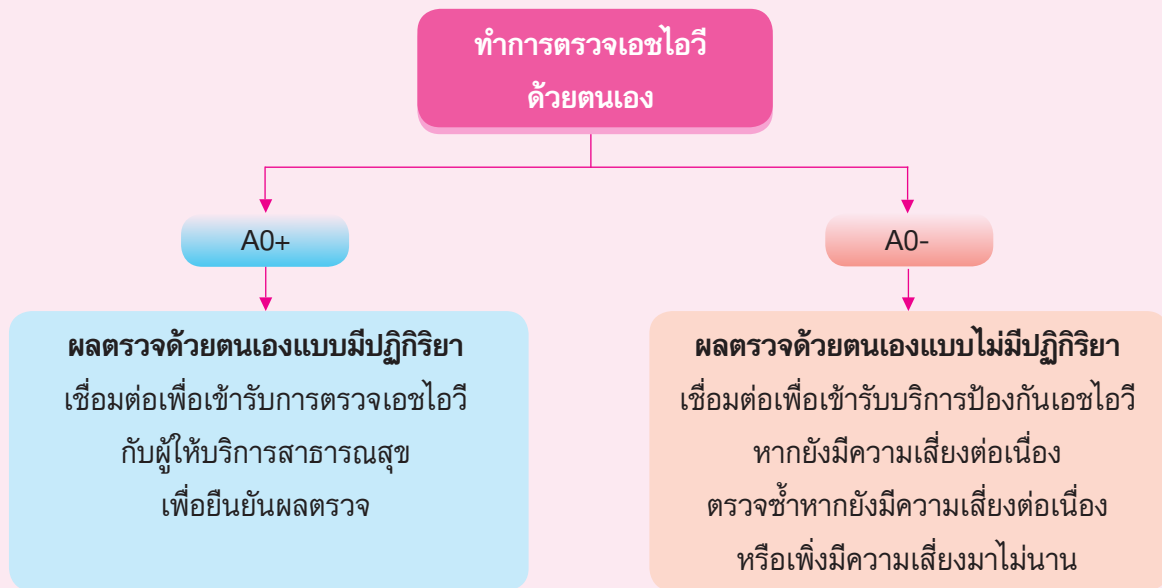 ทำการตรวจเอชไอวี
ด้วยตนเอง
A0+
A0-
ผลตรวจด้วยตนเองแบบมีปฏิกิริยา
เชื่อมต่อเพื่อเข้ารับการตรวจเอชไอวี
กับผู้ให้บริการสาธารณสุข
เพื่อยืนยันผลตรวจ
ผลตรวจด้วยตนเองแบบไม่มีปฏิกิริยา
เชื่อมต่อเพื่อเข้ารับบริการป้องกันเอชไอวี
หากยังมีความเสี่ยงต่อเนื่อง
ตรวจซ้ำหากยังมีความเสี่ยงต่อเนื่อง
หรือเพิ่งมีความเสี่ยงมาไม่นาน